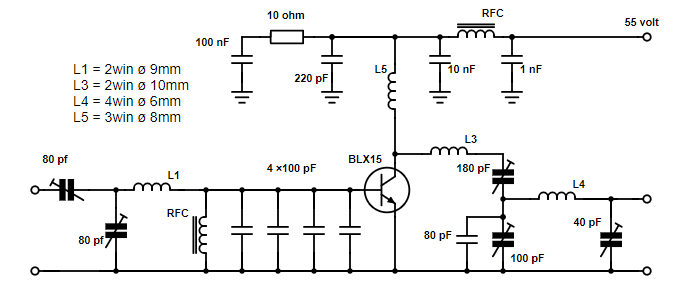 10 ohm
RFC
55 volt
100 nF
220 pF
L5
10 nF
1 nF
L1 = 2win ø 9mm
L3 = 2win ø 10mm
L4 = 4win ø 6mm
L5 = 3win ø 8mm
80 pf
L1
4 ×100 pF
BLX15
L3
180 pF
L4
RFC
80 pf
80 pF
100 pF
40 pF